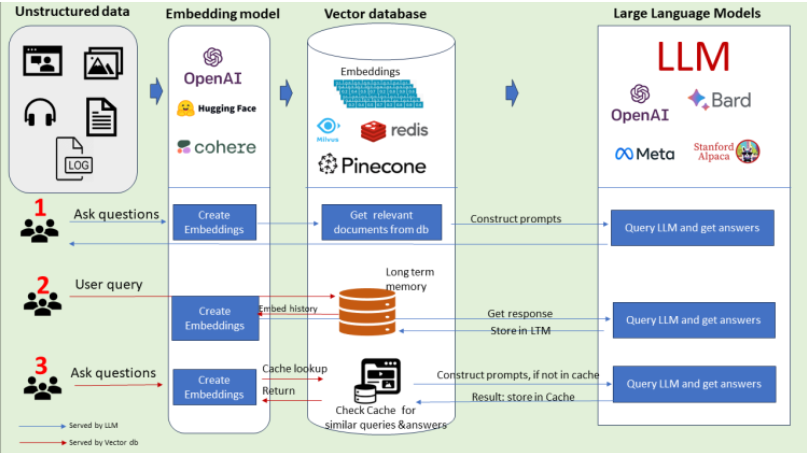 Unstructured data
Embedding model
Vector database
Large Language Models
LOG
OpenAI
Hugging Face
cohere
Embeddings
Milvus
redis
Pinecone
LLM
OpenAI
Bard
Meta
Stanford
Alpaca
1
Ask questions
Create
Embeddings
Get relevant
documents from db
Construct prompts
Query LLM and get answers
2
User query
Long term
memory
Create
Embeddings
Embed history
Get response
Store in LTM
Query LLM and get answers
3
Ask questions
Create
Embeddings
Cache lookup
Return
Check Cache for
similar queries &answers
Construct prompts, if not in cache
Result: store in Cache
Query LLM and get answers
Served by LLM
Served by Vector db